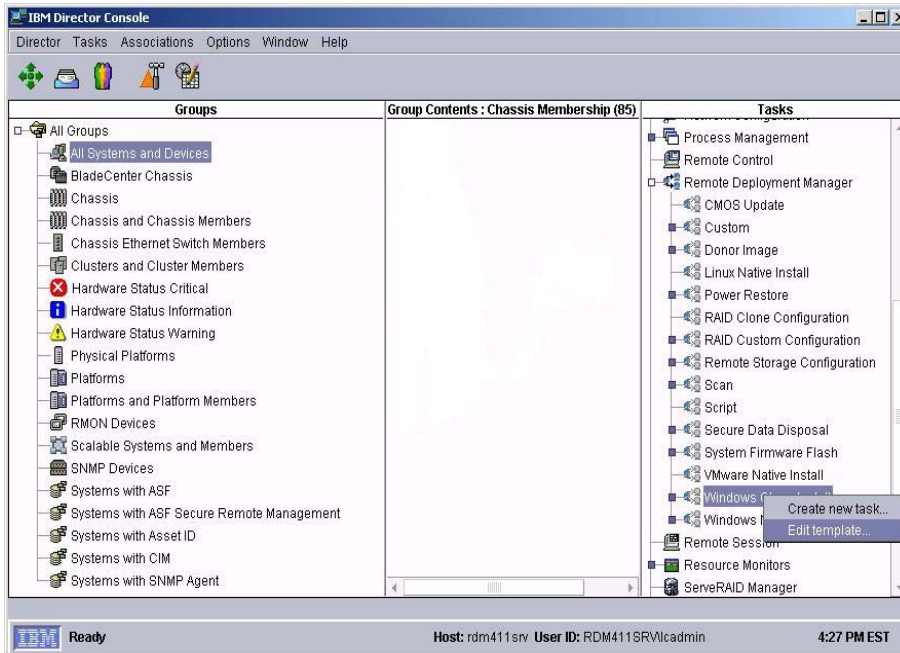 IBM Director Console
Director Tasks Associations Options Window Help
Groups
All Groups
All Systems and Devices
BladeCenter Chassis
Chassis
Chassis and Chassis Members
Chassis Ethernet Switch Members
Clusters and Cluster Members
Hardware Status Critical
Hardware Status Information
Hardware Status Warning
Physical Platforms
Platforms
Platforms and Platform Members
RMON Devices
Scalable Systems and Members
SNMP Devices
Systems with ASF
Systems with ASF Secure Remote Management
Systems with Asset ID
Systems with CIM
Systems with SNMP Agent
Group Contents : Chassis Membership (85)
Tasks
Process Management
Remote Control
Remote Deployment Manager
CMOS Update
Custom
Donor Image
Linux Native Install
Power Restore
RAID Clone Configuration
RAID Custom Configuration
Remote Storage Configuration
Scan
Script
Secure Data Disposal
System Firmware Flash
VMware Native Install
Windows
Windows
Create new task...
Edit template...
Remote Session
Resource Monitors
ServeRAID Manager
IBM Ready
Host: rdm411srv User ID: RDM411SRV\lcadmin
4:27 PM EST